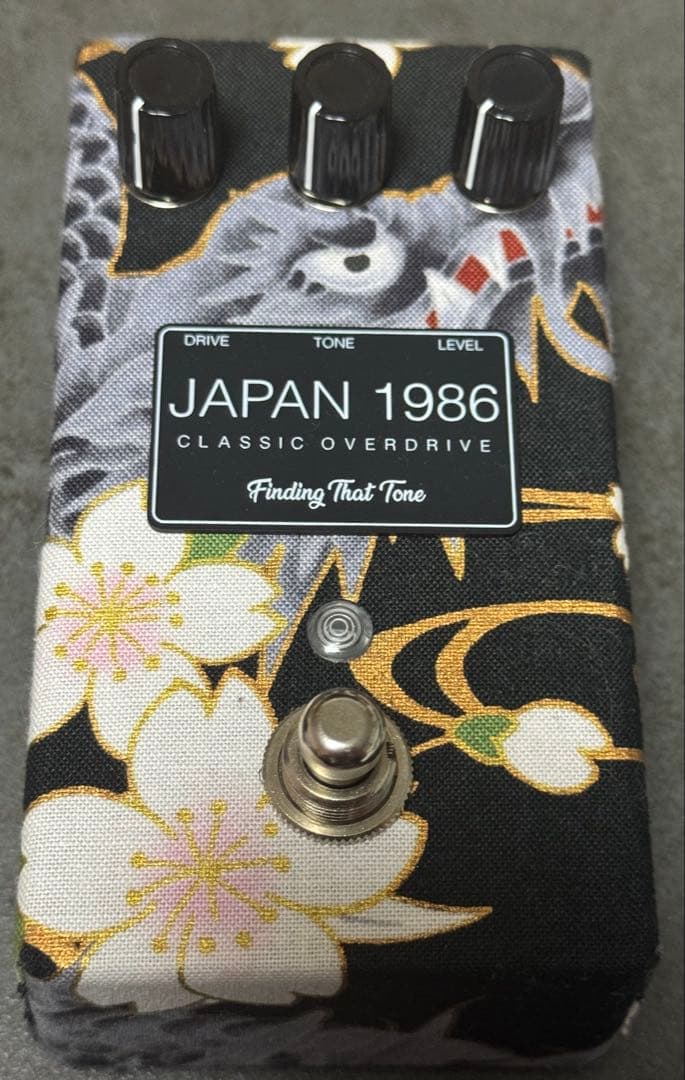 DRIVE TONE LEVEL
JAPAN 1986
CLASSIC OVERDRIVE
Finding That Tone